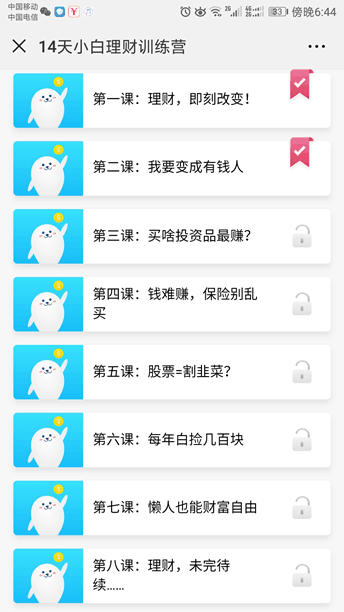 中国移动
中国电信
傍晚6:44
14天小白理财训练营
第一课：理财，即刻改变！
第二课：我要变成有钱人
第三课：买啥投资品最赚？
第四课：钱难赚，保险别乱
买
第五课：股票=割韭菜？
第六课：每年白捡几百块
第七课：懒人也能财富自由
第八课：理财，未完待
续……